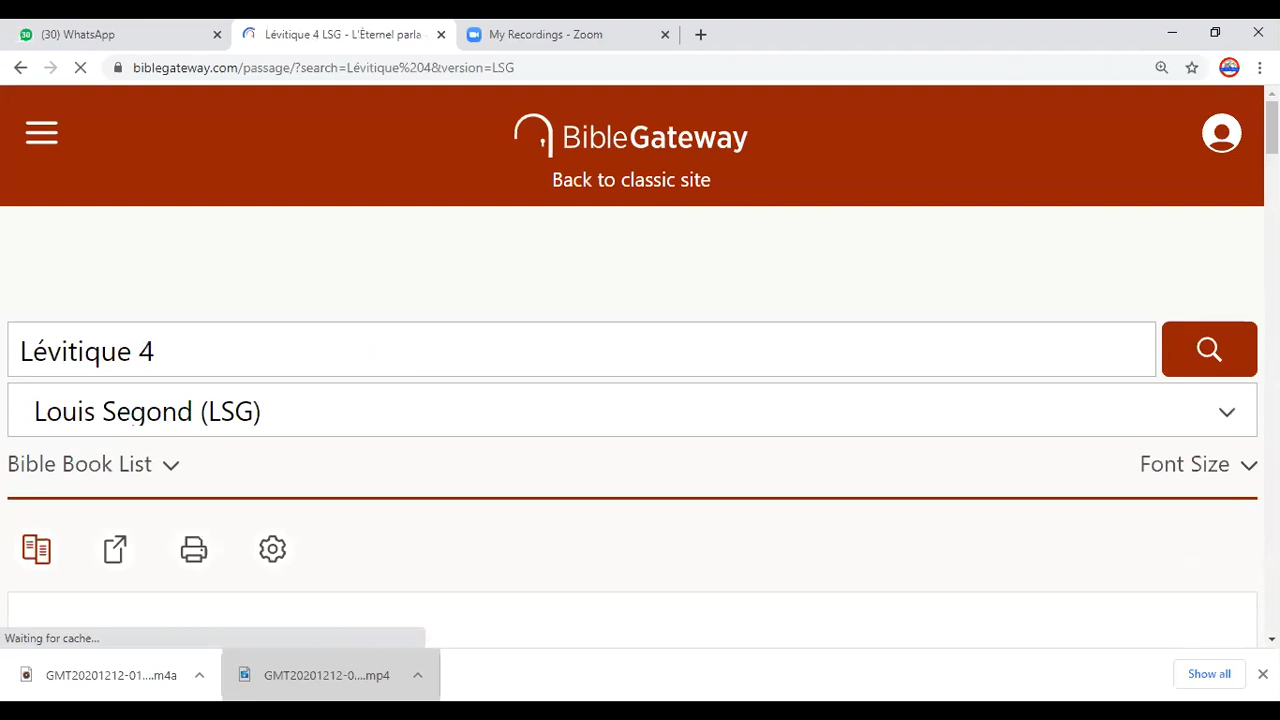 30 (30) WhatsApp
Lévitique 4 LSG - L'Éternel parla
My Recordings - Zoom
biblegateway.com/passage/?search=Lévitique%204&version=LSG
BibleGateway
Back to classic site
Lévitique 4
Louis Segond (LSG)
Bible Book List
Font Size
Waiting for cache...
GMT20201212-01....m4a
GMT20201212-0....mp4
Show all